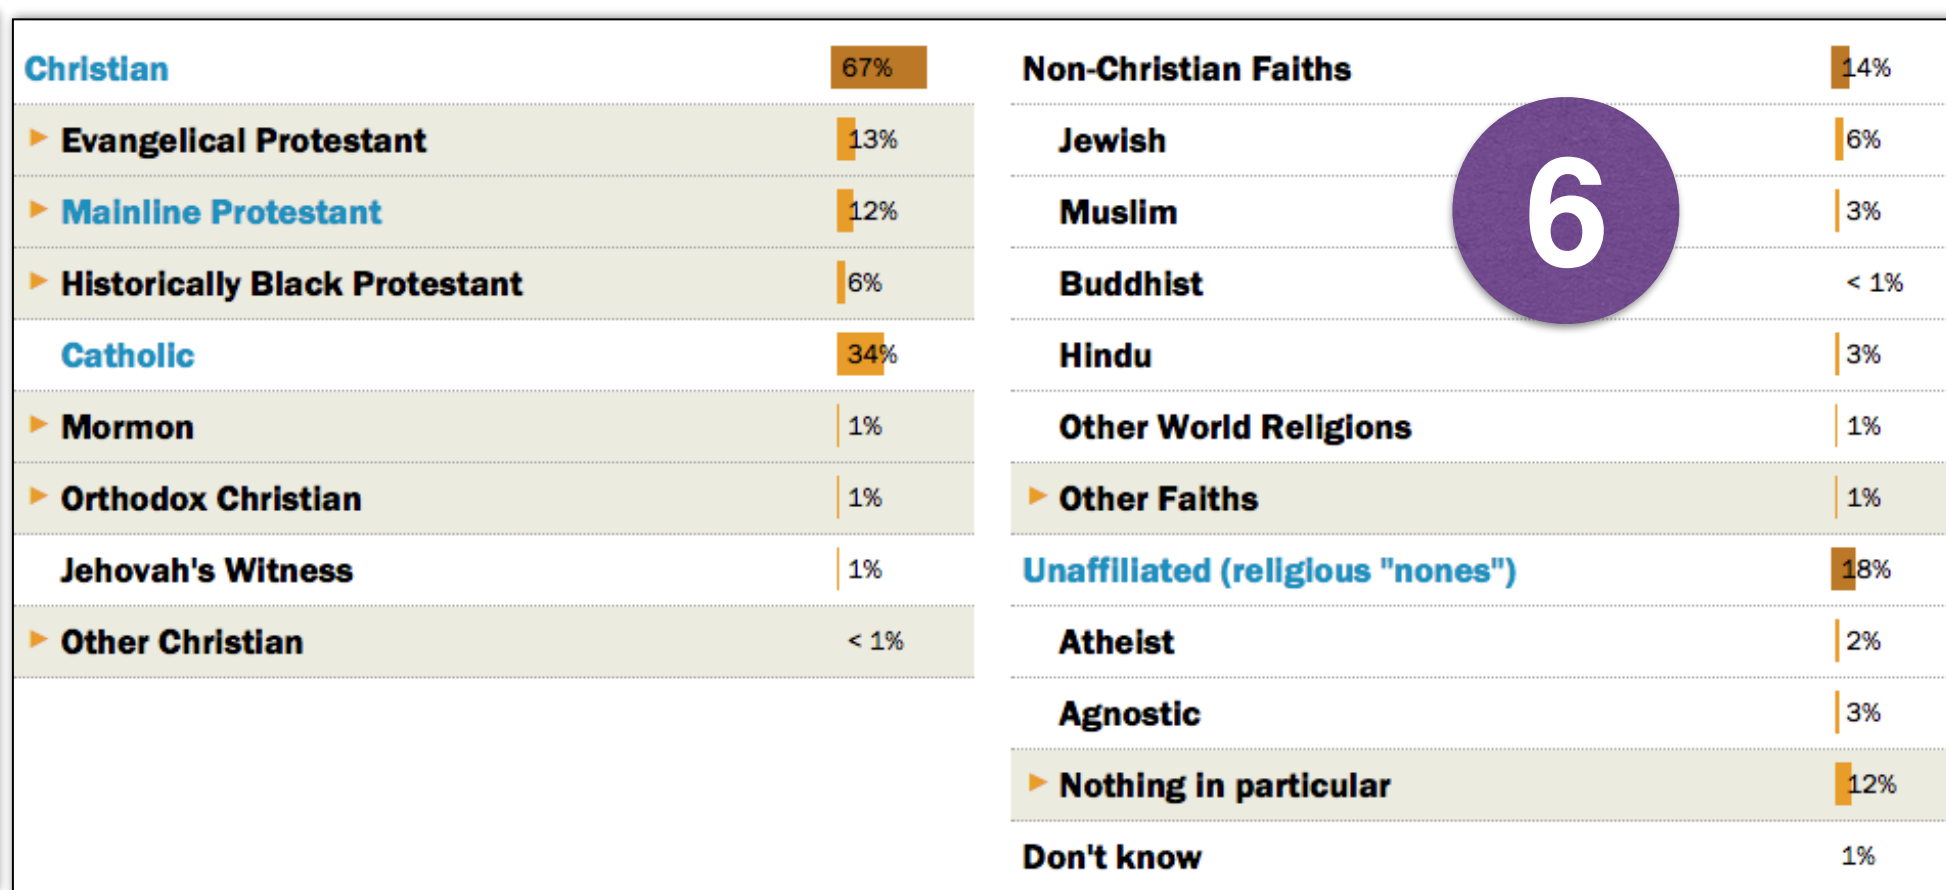 Christian 67%
Evangelical Protestant 13%
Mainline Protestant 12%
Historically Black Protestant 6%
Catholic 34%
Mormon 1%
Orthodox Christian 1%
Jehovah's Witness 1%
Other Christian < 1%
Non-Christian Faiths 14%
Jewish 6%
Muslim 3%
Buddhist < 1%
Hindu 3%
Other World Religions 1%
Other Faiths 1%
Unaffiliated (religious "nones") 18%
Atheist 2%
Agnostic 3%
Nothing in particular 12%
Don't know 1%
6